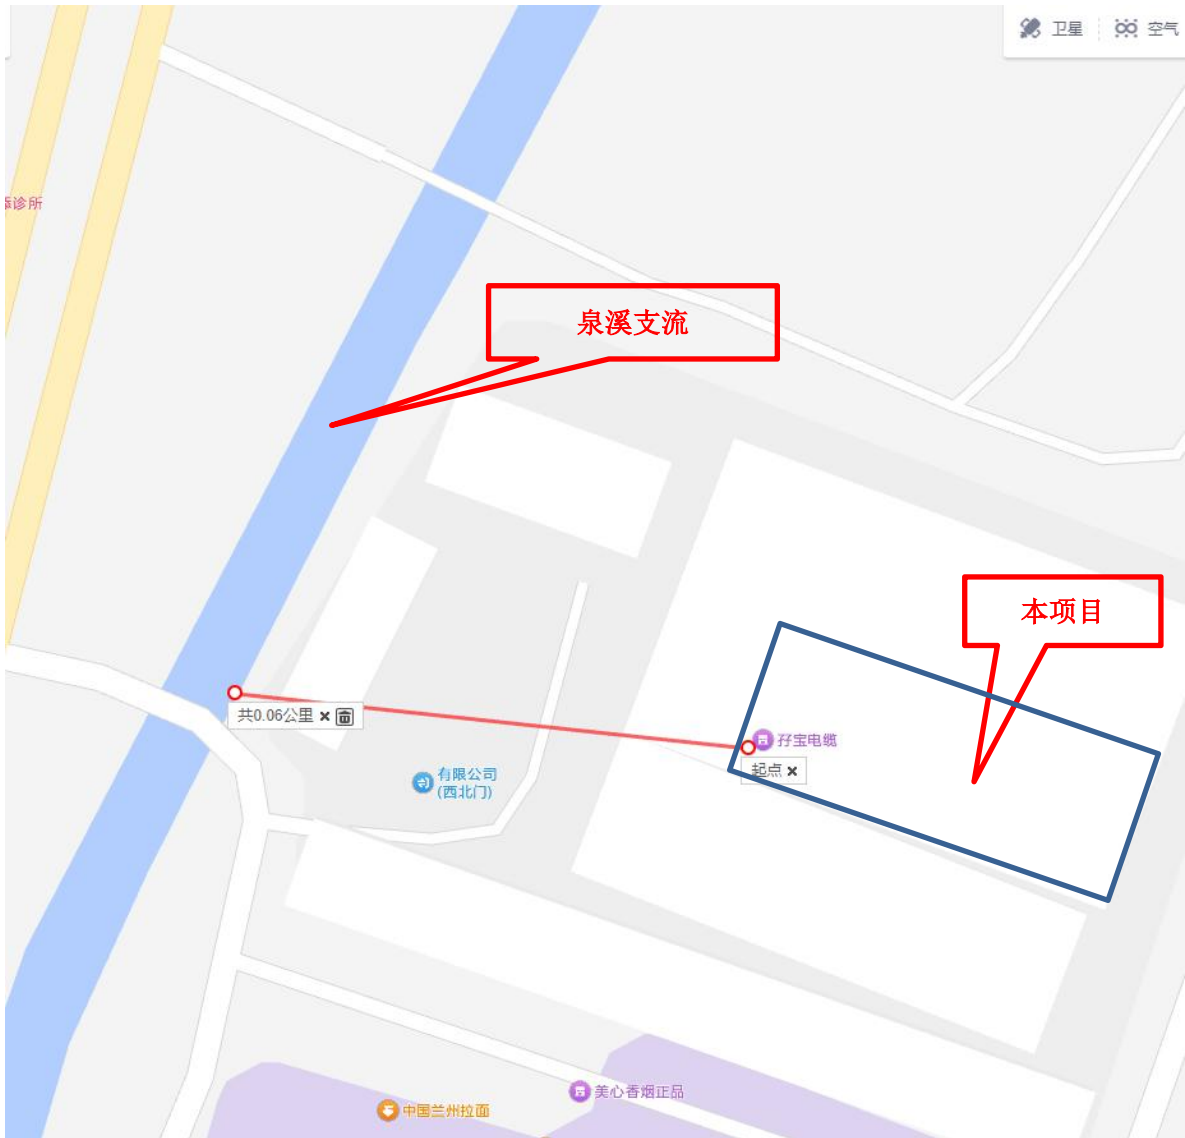 卫星
空气
诊所
泉溪支流
本项目
共0.06公里
孖宝电缆
起点
有限公司
(西北门)
美心香烟正品
中国兰州拉面